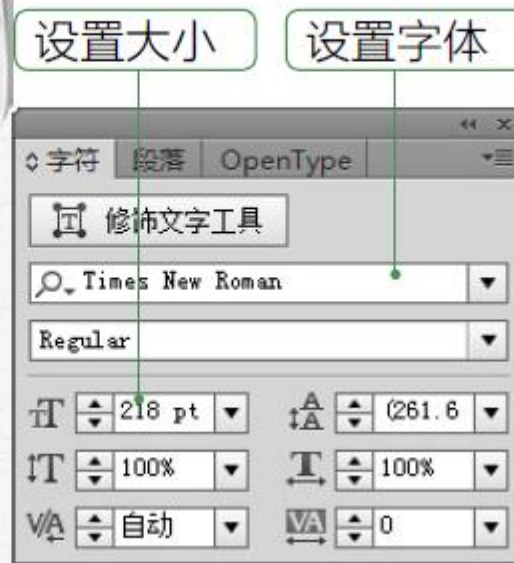 设置大小 设置字体
字符 段落 OpenType
修饰文字工具
Times New Roman
Regular
218 pt (261.6
100% 100%
自动 0